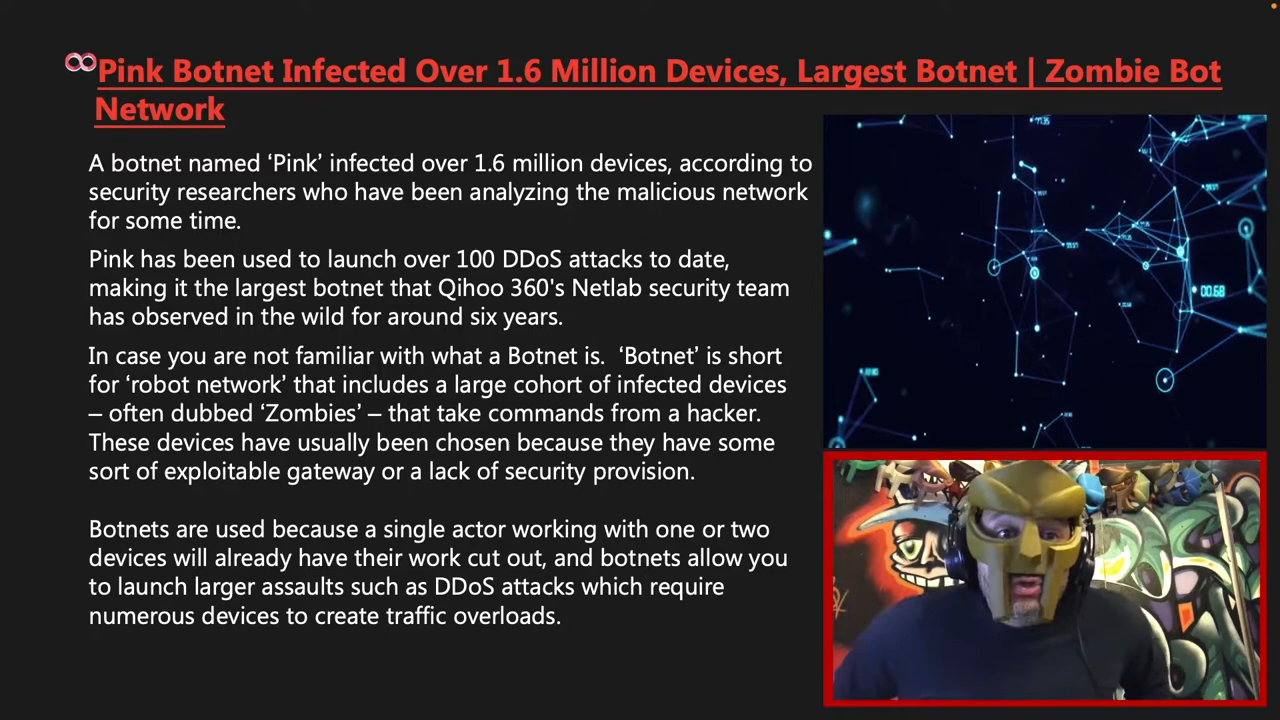 Pink Botnet Infected Over 1.6 Million Devices, Largest Botnet | Zombie Bot
Network
A botnet named ‘Pink’ infected over 1.6 million devices, according to
security researchers who have been analyzing the malicious network
for some time.
Pink has been used to launch over 100 DDoS attacks to date,
making it the largest botnet that Qihoo 360's Netlab security team
has observed in the wild for around six years.
In case you are not familiar with what a Botnet is.  ‘Botnet’ is short
for ‘robot network’ that includes a large cohort of infected devices
– often dubbed ‘Zombies’ – that take commands from a hacker.
These devices have usually been chosen because they have some
sort of exploitable gateway or a lack of security provision.
Botnets are used because a single actor working with one or two
devices will already have their work cut out, and botnets allow you
to launch larger assaults such as DDoS attacks which require
numerous devices to create traffic overloads.
00.68